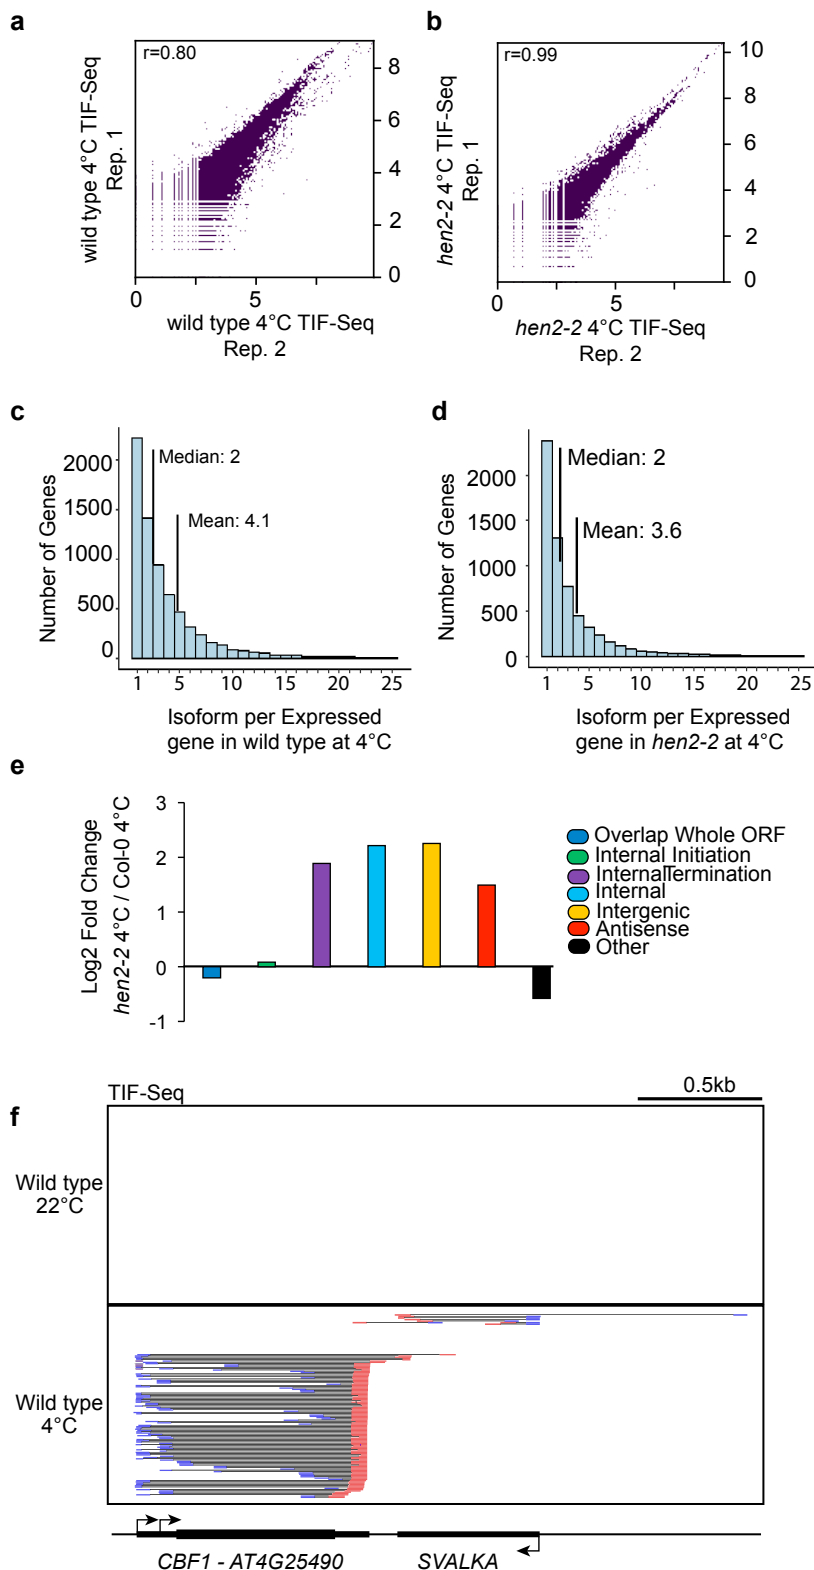 a
r=0.80
wild type 4°C TIF-Seq
Rep. 1
0
2
4
6
8
0
5
wild type 4°C TIF-Seq
Rep. 2
b
r=0.99
hen2-2 4°C TIF-Seq
Rep. 1
0
2
4
6
8
10
0
5
hen2-2 4°C TIF-Seq
Rep. 2
c
Number of Genes
2000
1500
1000
500
0
Median: 2
Mean: 4.1
1 5 10 15 20 25
Isoform per Expressed
gene in wild type at 4°C
d
Number of Genes
2000
1500
1000
500
0
Median: 2
Mean: 3.6
1 5 10 15 20 25
Isoform per Expressed
gene in hen2-2 at 4°C
e
Log2 Fold Change
hen2-2 4°C / Col-0 4°C
3
2
1
0
-1
Overlap Whole ORF
Internal Initiation
InternalTermination
Internal
Intergenic
Antisense
Other
f
TIF-Seq
0.5kb
Wild type
22°C
Wild type
4°C
CBF1 - AT4G25490
SVALKA